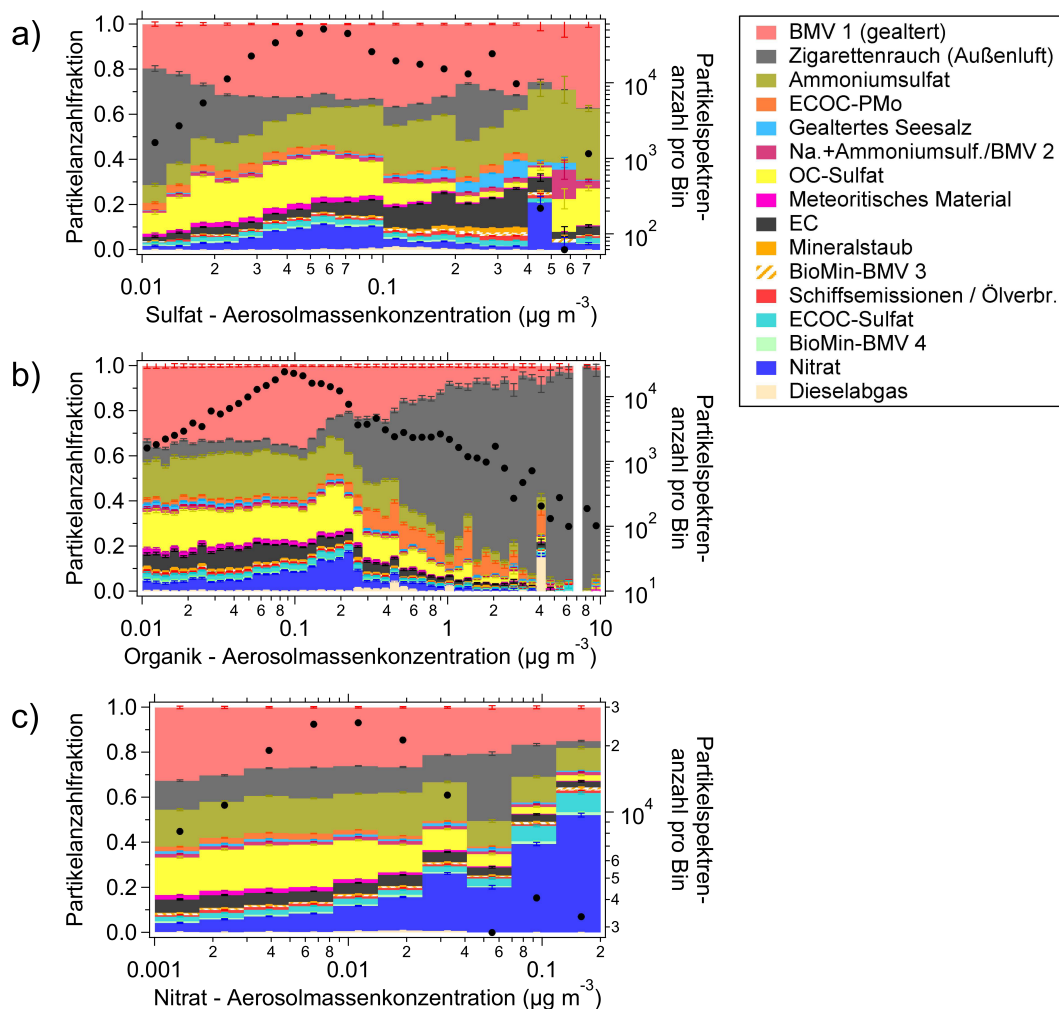 a)
1.0
0.8
0.6
0.4
0.2
0.0
Partikelanzahlfraktion
10⁴
10³
10²
Partikelspektren-
anzahl pro Bin
2 3 4 5 6 7 2 3 4 5 6 7
0.01 0.1
Sulfat - Aerosolmassenkonzentration (µg m⁻³)
b)
1.0
0.8
0.6
0.4
0.2
0.0
Partikelanzahlfraktion
10⁴
10³
10²
10¹
Partikelspektren-
anzahl pro Bin
2 4 6 8 2 4 6 8 2 4 6 8
0.01 0.1 1 10
Organik - Aerosolmassenkonzentration (µg m⁻³)
c)
1.0
0.8
0.6
0.4
0.2
0.0
Partikelanzahlfraktion
3
2
10⁴
6
5
4
3
Partikelspektren-
anzahl pro Bin
2 4 6 8 2 4 6 8 2
0.001 0.01 0.1
Nitrat - Aerosolmassenkonzentration (µg m⁻³)
BMV 1 (gealtert)
Zigarettenrauch (Außenluft)
Ammoniumsulfat
ECOC-PMo
Gealtertes Seesalz
Na.+Ammoniumsulf./BMV 2
OC-Sulfat
Meteoritisches Material
EC
Mineralstaub
BioMin-BMV 3
Schiffsemissionen / Ölverbr.
ECOC-Sulfat
BioMin-BMV 4
Nitrat
Dieselabgas